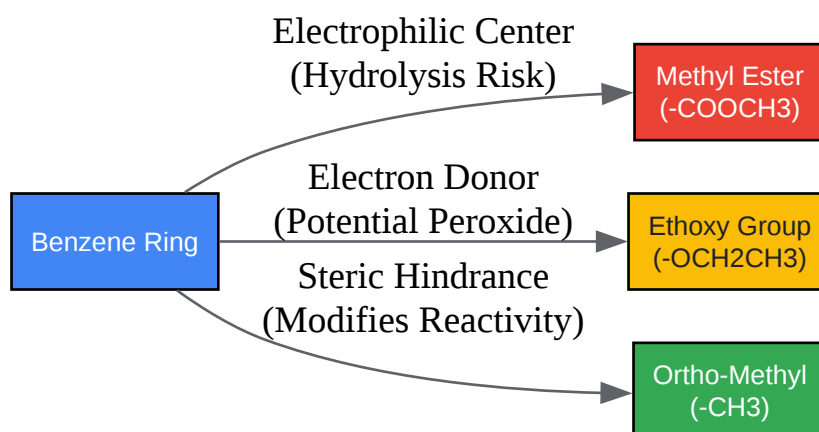 Electrophilic Center
(Hydrolysis Risk)
Methyl Ester
(-COOCH3)
Benzene Ring
Electron Donor
(Potential Peroxide)
Ethoxy Group
(-OCH2CH3)
Steric Hindrance
(Modifies Reactivity)
Ortho-Methyl
(-CH3)